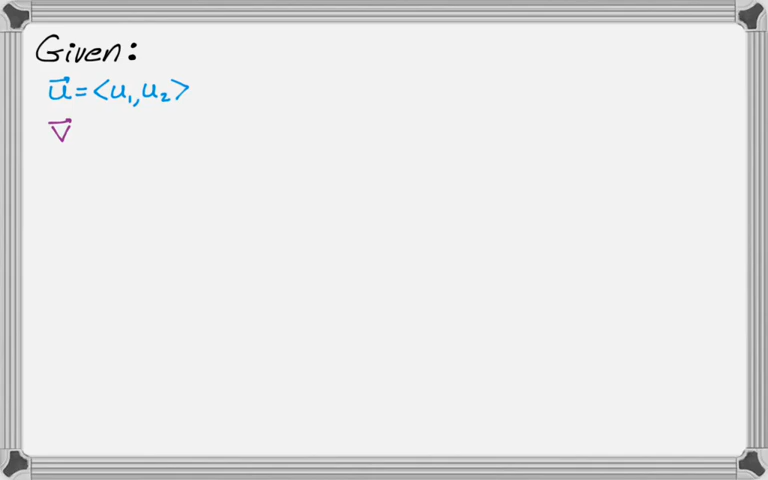 Given:
u⃗ = <u₁, u₂>
v⃗